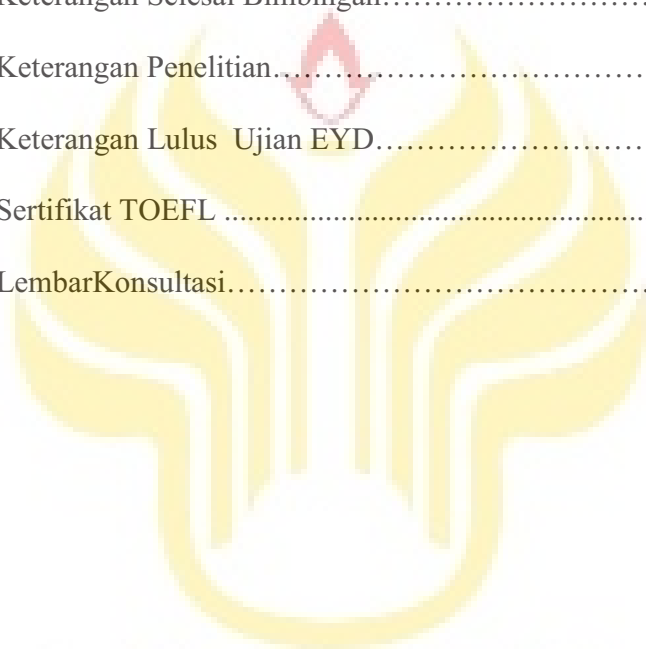 Keterangan Selesai Bimbingan……………………………
Keterangan Penelitian……………………………………
Keterangan Lulus  Ujian EYD…………………………
Sertifikat TOEFL ..........................................................
LembarKonsultasi…………………………………………